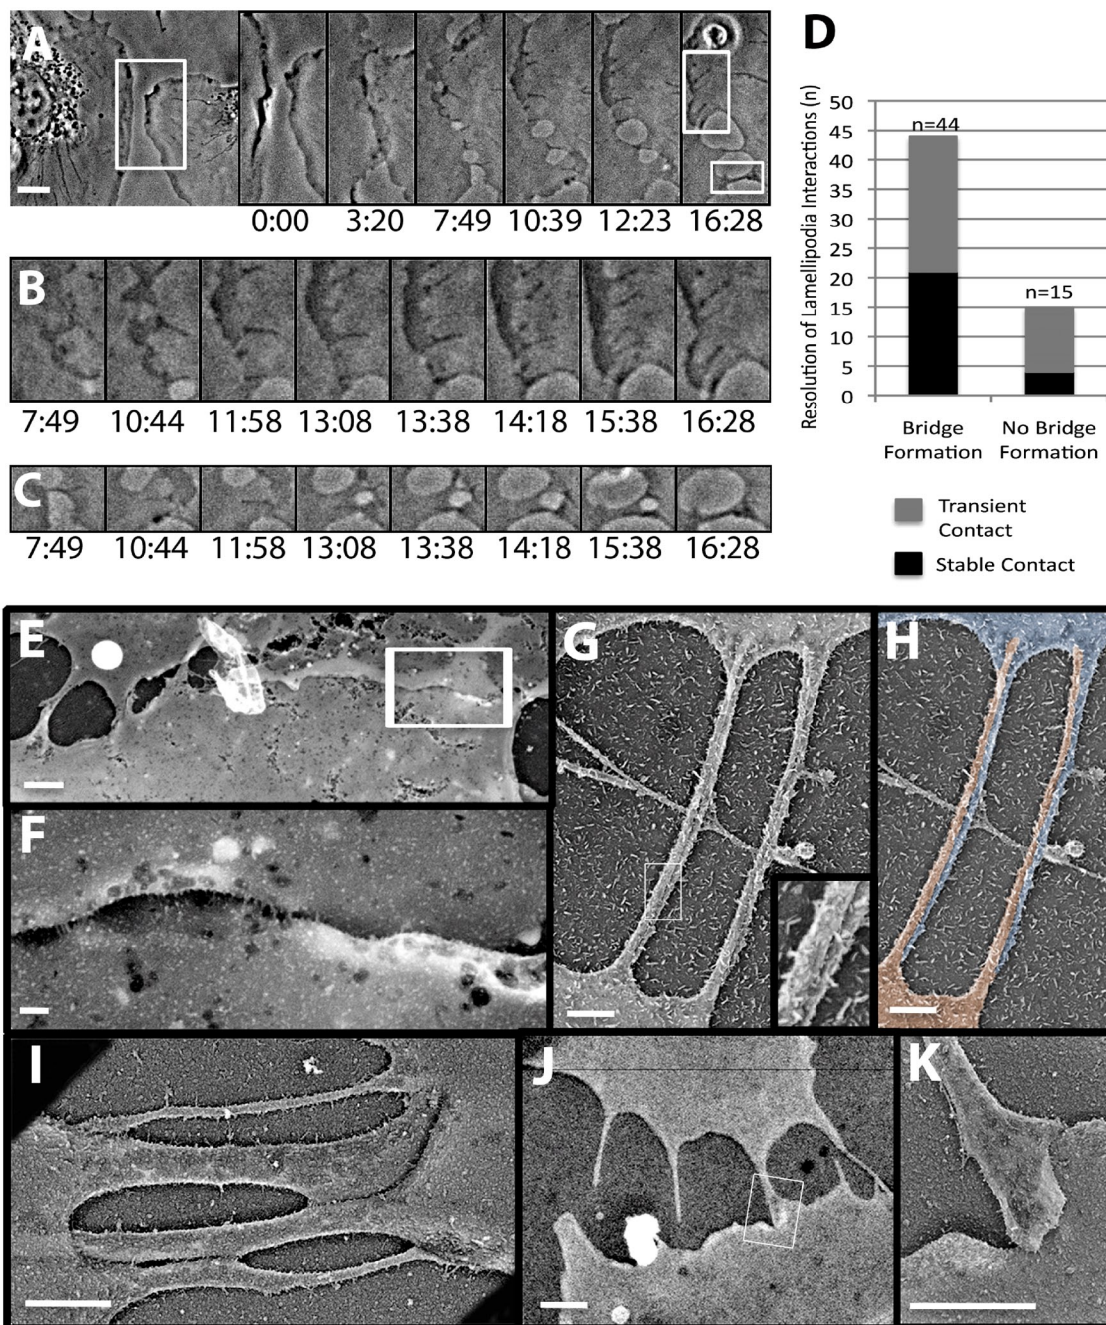 A
0:00 3:20 7:49 10:39 12:23 16:28
B
7:49 10:44 11:58 13:08 13:38 14:18 15:38 16:28
C
7:49 10:44 11:58 13:08 13:38 14:18 15:38 16:28
D
Resolution of Lamellipodia Interactions (n)
50
45
40
35
30
25
20
15
10
5
0
n=44
n=15
Bridge
Formation
No Bridge
Formation
Transient
Contact
Stable Contact
E
F
G
H
I
J
K